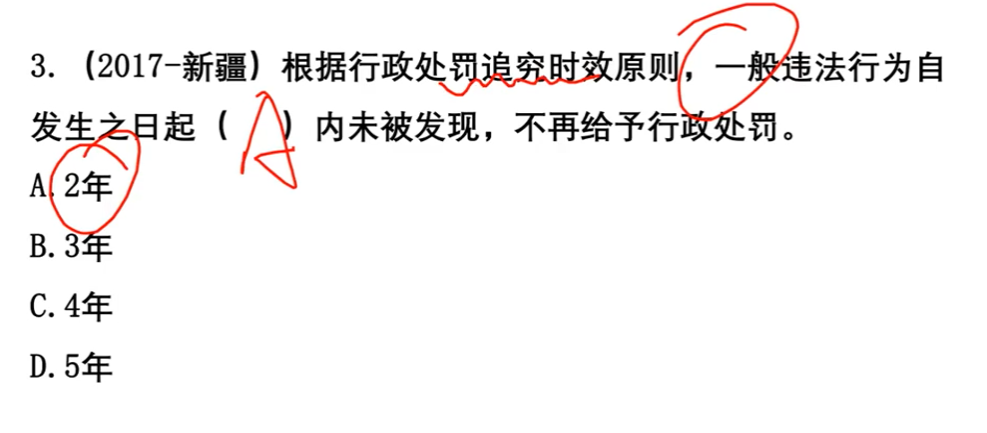 3. （2017-新疆）根据行政处罚追究时效原则，一般违法行为自
发生之日起（ A ）内未被发现，不再给予行政处罚。
A.2年
B.3年
C.4年
D.5年